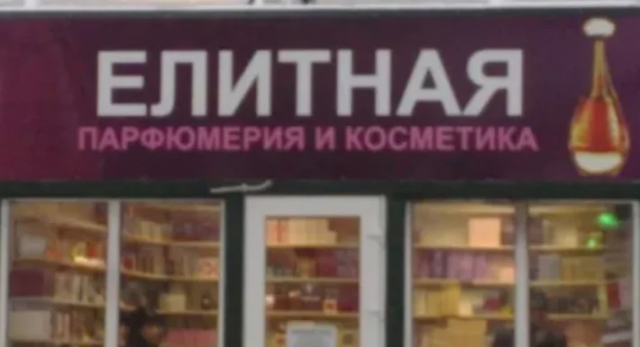 ЕЛИТНАЯ
ПАРФЮМЕРИЯ И КОСМЕТИКА